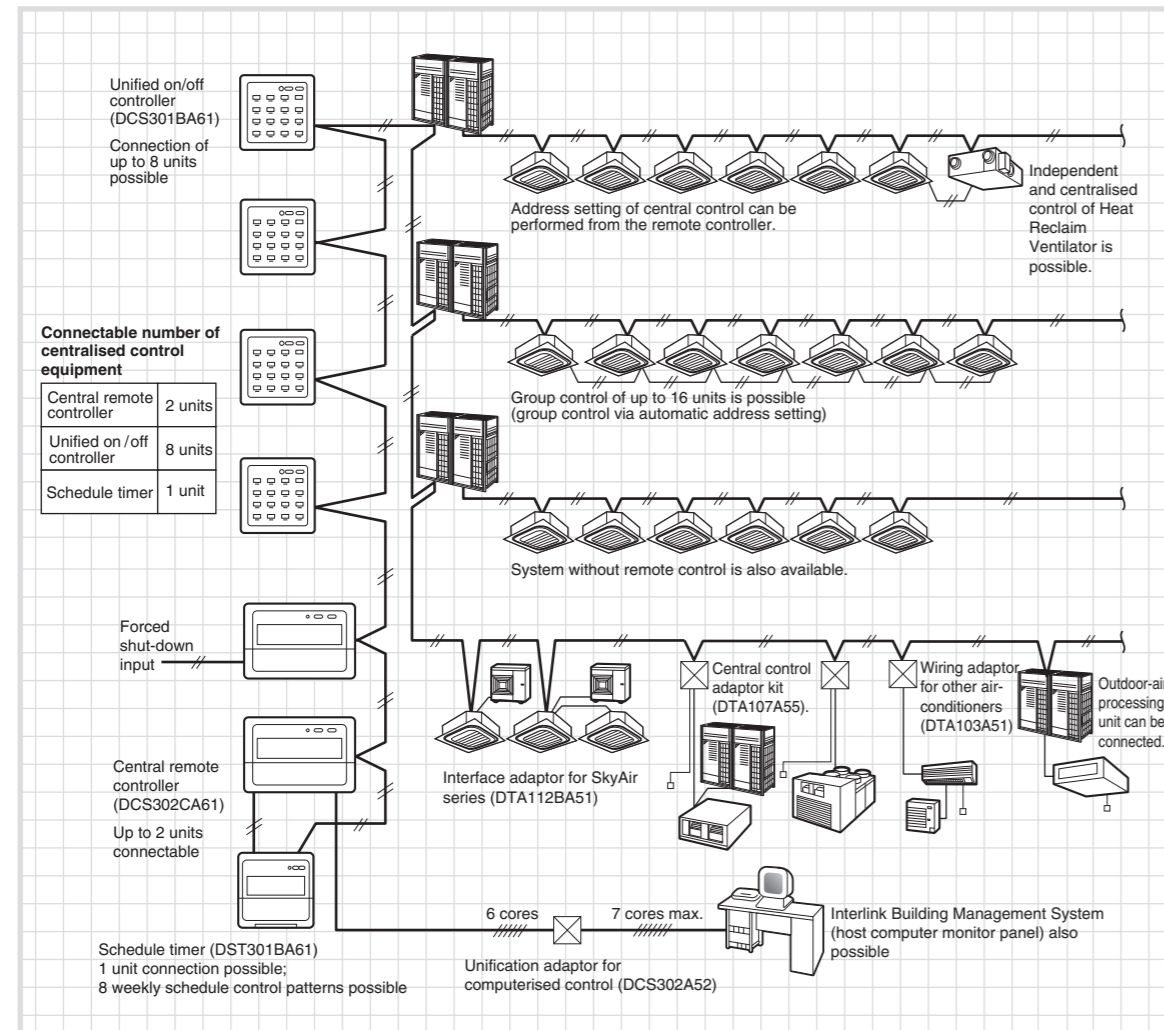 Unified on/off
controller
(DCS301BA61)
Connection of
up to 8 units
possible
Address setting of central control can be
performed from the remote controller.
Independent
and centralised
control of Heat
Reclaim
Ventilator is
possible.
Connectable number of
centralised control
equipment
Central remote
controller
2 units
Unified on/off
controller
8 units
Schedule timer
1 unit
Group control of up to 16 units is possible
(group control via automatic address setting)
System without remote control is also available.
Forced
shut-down
input
Central control
adaptor kit
(DTA107A55).
Wiring adaptor
for other air-
conditioners
(DTA103A51)
Outdoor-air
processing
unit can be
connected.
Interface adaptor for SkyAir
series (DTA112BA51)
Central remote
controller
(DCS302CA61)
Up to 2 units
connectable
6 cores
7 cores max.
Interlink Building Management System
(host computer monitor panel) also
possible
Schedule timer (DST301BA61)
1 unit connection possible;
8 weekly schedule control patterns possible
Unification adaptor for
computerised control (DCS302A52)